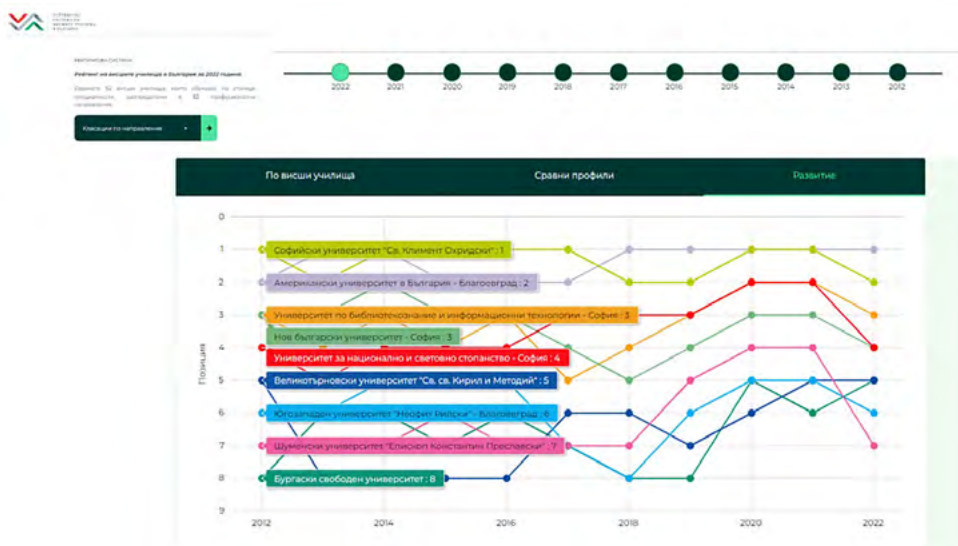 Рейтинг на висшите училища в България за 2022 година
Класации по направление
2022 2021 2020 2019 2018 2017 2016 2015 2014 2013 2012
По висши училища Сравни профили Развитие
Позиция
0
1
2
3
4
5
6
7
8
9
Софийски университет "Св. Климент Охридски" : 1
Американски университет в България - Благоевград : 2
Университет по библиотекознание и информационни технологии - София : 3
Нов български университет - София : 3
Университет за национално и световно стопанство - София : 4
Великотърновски университет "Св. св. Кирил и Методий" : 5
Югозападен университет "Неофит Рилски" - Благоевград : 6
Шуменски университет "Епископ Константин Преславски" : 7
Бургаски свободен университет : 8
2012 2014 2016 2018 2020 2022